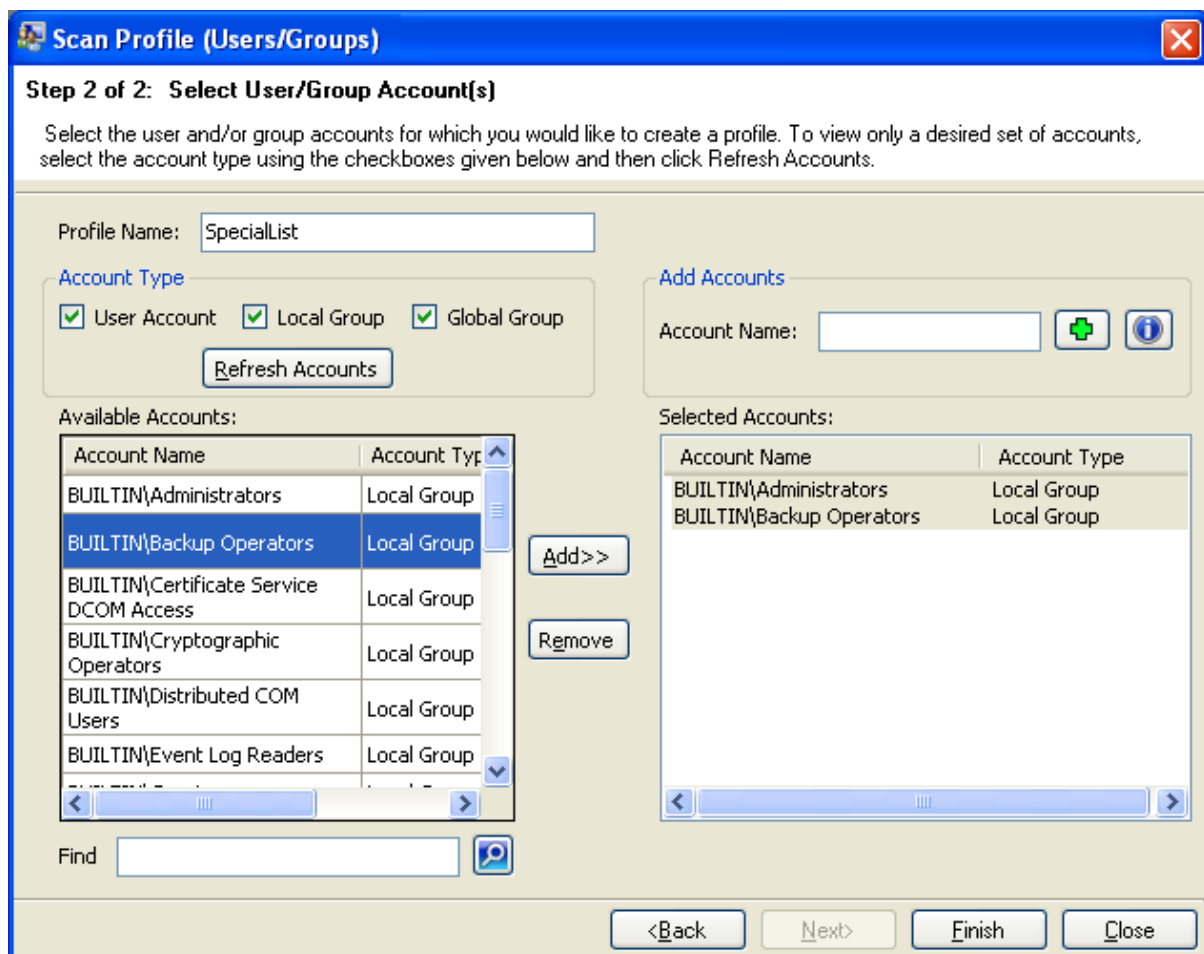 Scan Profile (Users/Groups)
Step 2 of 2: Select User/Group Account(s)
Select the user and/or group accounts for which you would like to create a profile. To view only a desired set of accounts,
select the account type using the checkboxes given below and then click Refresh Accounts.
Profile Name: SpecialList
Account Type
User Account Local Group Global Group
Refresh Accounts
Add Accounts
Account Name:
Available Accounts:
Account Name Account Typ
BUILTIN\Administrators Local Group
BUILTIN\Backup Operators Local Group
BUILTIN\Certificate Service
DCOM Access Local Group
BUILTIN\Cryptographic
Operators Local Group
BUILTIN\Distributed COM
Users Local Group
BUILTIN\Event Log Readers Local Group
Add>>
Remove
Selected Accounts:
Account Name Account Type
BUILTIN\Administrators Local Group
BUILTIN\Backup Operators Local Group
Find
<Back Next> Finish Close